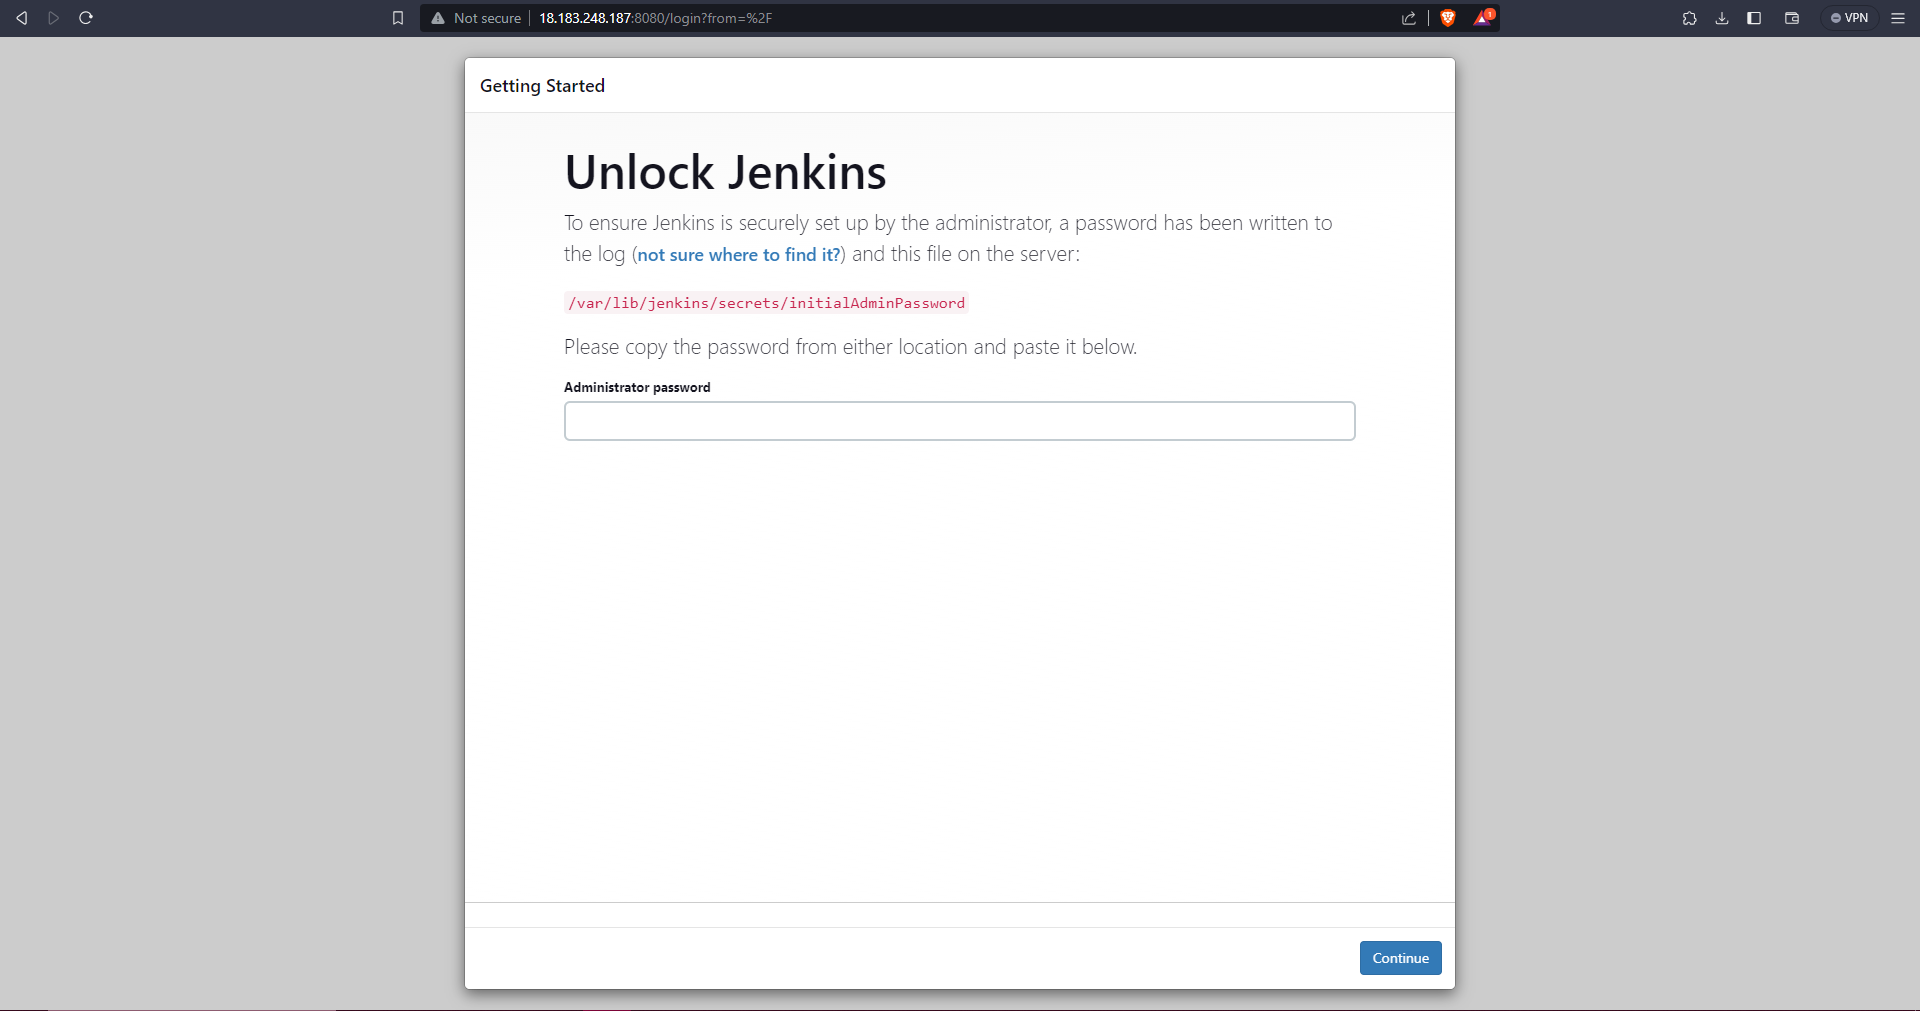 Not secure 18.183.248.187:8080/login?from=%2F
1
VPN
Getting Started
Unlock Jenkins
To ensure Jenkins is securely set up by the administrator, a password has been written to
the log (not sure where to find it?) and this file on the server:
/var/lib/jenkins/secrets/initialAdminPassword
Please copy the password from either location and paste it below.
Administrator password
Continue